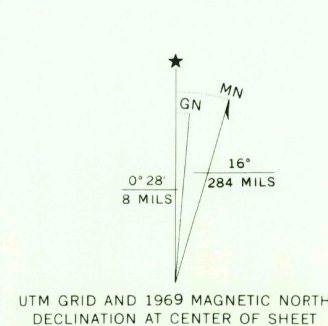 ★
MN
GN
0° 28′
8 MILS
16°
284 MILS
UTM GRID AND 1969 MAGNETIC NORTH
DECLINATION AT CENTER OF SHEET